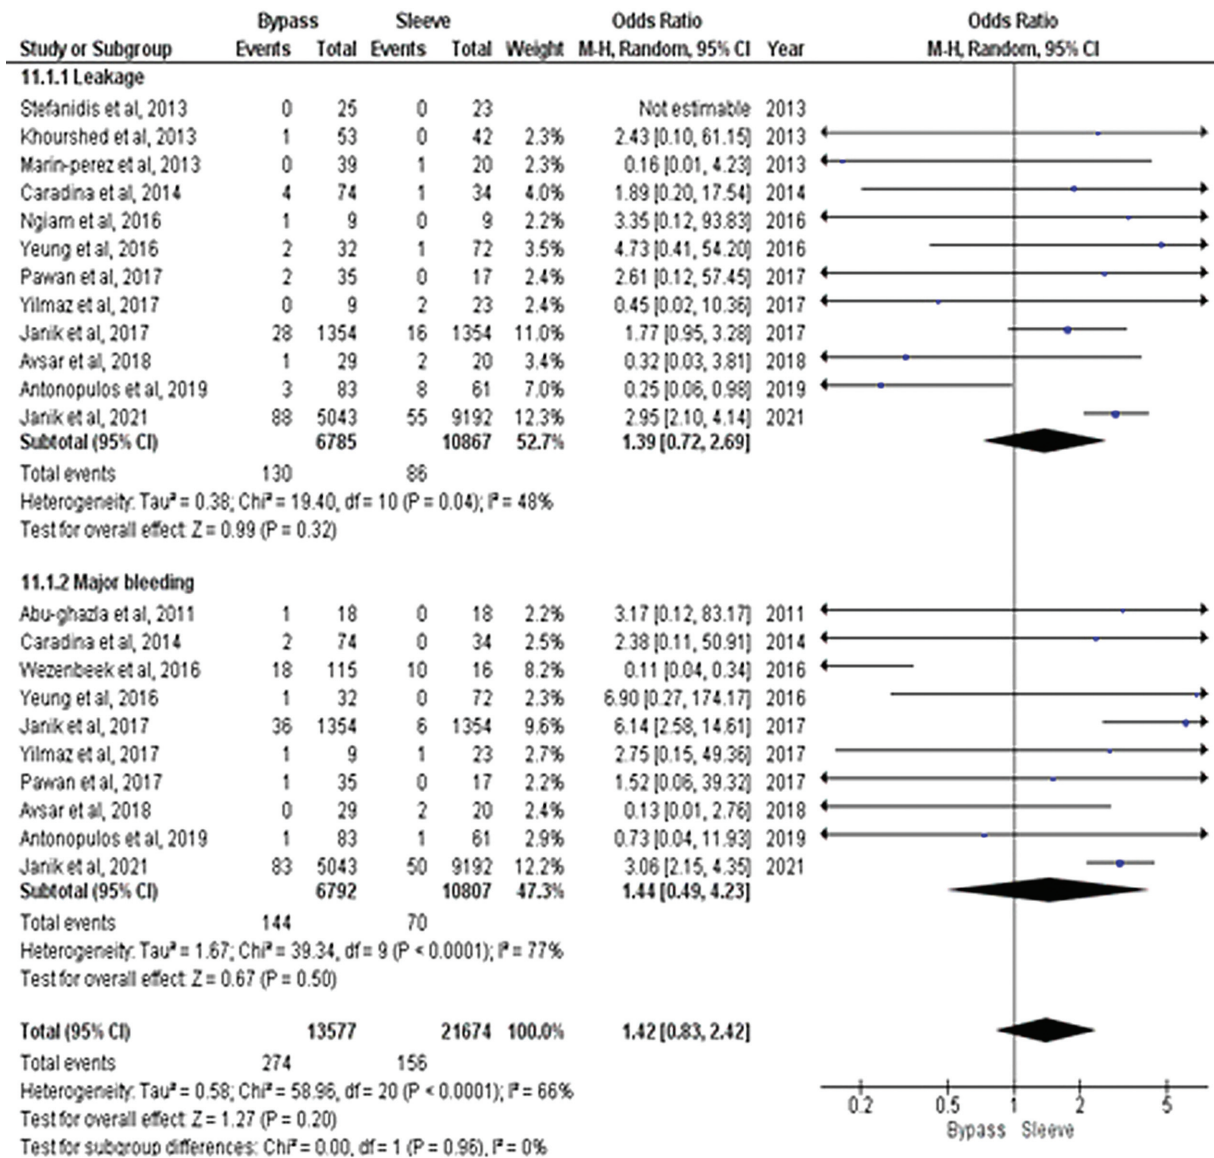 Bypass Sleeve Odds Ratio Odds Ratio
Study or Subgroup Events Total Events Total Weight M-H, Random, 95% CI Year M-H, Random, 95% CI
11.1.1 Leakage
Stefanidis et al, 2013 0 25 0 23 Not estimable 2013
Khourshed et al, 2013 1 53 0 42 2.3% 2.43 [0.10, 61.15] 2013
Marin-perez et al, 2013 0 39 1 20 2.3% 0.16 [0.01, 4.23] 2013
Caradina et al, 2014 4 74 1 34 4.0% 1.89 [0.20, 17.54] 2014
Ngiam et al, 2016 1 9 0 9 2.2% 3.35 [0.12, 93.83] 2016
Yeung et al, 2016 2 32 1 72 3.5% 4.73 [0.41, 54.20] 2016
Pawan et al, 2017 2 35 0 17 2.4% 2.61 [0.12, 57.45] 2017
Yilmaz et al, 2017 0 9 2 23 2.4% 0.45 [0.02, 10.36] 2017
Janik et al, 2017 28 1354 16 1354 11.0% 1.77 [0.95, 3.28] 2017
Avsar et al, 2018 1 29 2 20 3.4% 0.32 [0.03, 3.81] 2018
Antonopulos et al, 2019 3 83 8 61 7.0% 0.25 [0.06, 0.98] 2019
Janik et al, 2021 88 5043 55 9192 12.3% 2.95 [2.10, 4.14] 2021
Subtotal (95% CI) 6785 10867 52.7% 1.39 [0.72, 2.69]
Total events 130 86
Heterogeneity: Tau² = 0.38; Chi² = 19.40, df = 10 (P = 0.04); I² = 48%
Test for overall effect: Z = 0.99 (P = 0.32)
11.1.2 Major bleeding
Abu-ghazla et al, 2011 1 18 0 18 2.2% 3.17 [0.12, 83.17] 2011
Caradina et al, 2014 2 74 0 34 2.5% 2.38 [0.11, 50.91] 2014
Wezenbeek et al, 2016 18 115 10 16 8.2% 0.11 [0.04, 0.34] 2016
Yeung et al, 2016 1 32 0 72 2.3% 6.90 [0.27, 174.17] 2016
Janik et al, 2017 36 1354 6 1354 9.6% 6.14 [2.58, 14.61] 2017
Yilmaz et al, 2017 1 9 1 23 2.7% 2.75 [0.15, 49.36] 2017
Pawan et al, 2017 1 35 0 17 2.2% 1.52 [0.06, 39.32] 2017
Avsar et al, 2018 0 29 2 20 2.4% 0.13 [0.01, 2.76] 2018
Antonopulos et al, 2019 1 83 1 61 2.9% 0.73 [0.04, 11.93] 2019
Janik et al, 2021 83 5043 50 9192 12.2% 3.06 [2.15, 4.35] 2021
Subtotal (95% CI) 6792 10807 47.3% 1.44 [0.49, 4.23]
Total events 144 70
Heterogeneity: Tau² = 1.67; Chi² = 39.34, df = 9 (P < 0.0001); I² = 77%
Test for overall effect: Z = 0.67 (P = 0.50)
Total (95% CI) 13577 21674 100.0% 1.42 [0.83, 2.42]
Total events 274 156
Heterogeneity: Tau² = 0.58; Chi² = 58.96, df = 20 (P < 0.0001); I² = 66%
Test for overall effect: Z = 1.27 (P = 0.20)
Test for subgroup differences: Chi² = 0.00, df = 1 (P = 0.96), I² = 0%
0.2 0.5 1 2 5
Bypass Sleeve